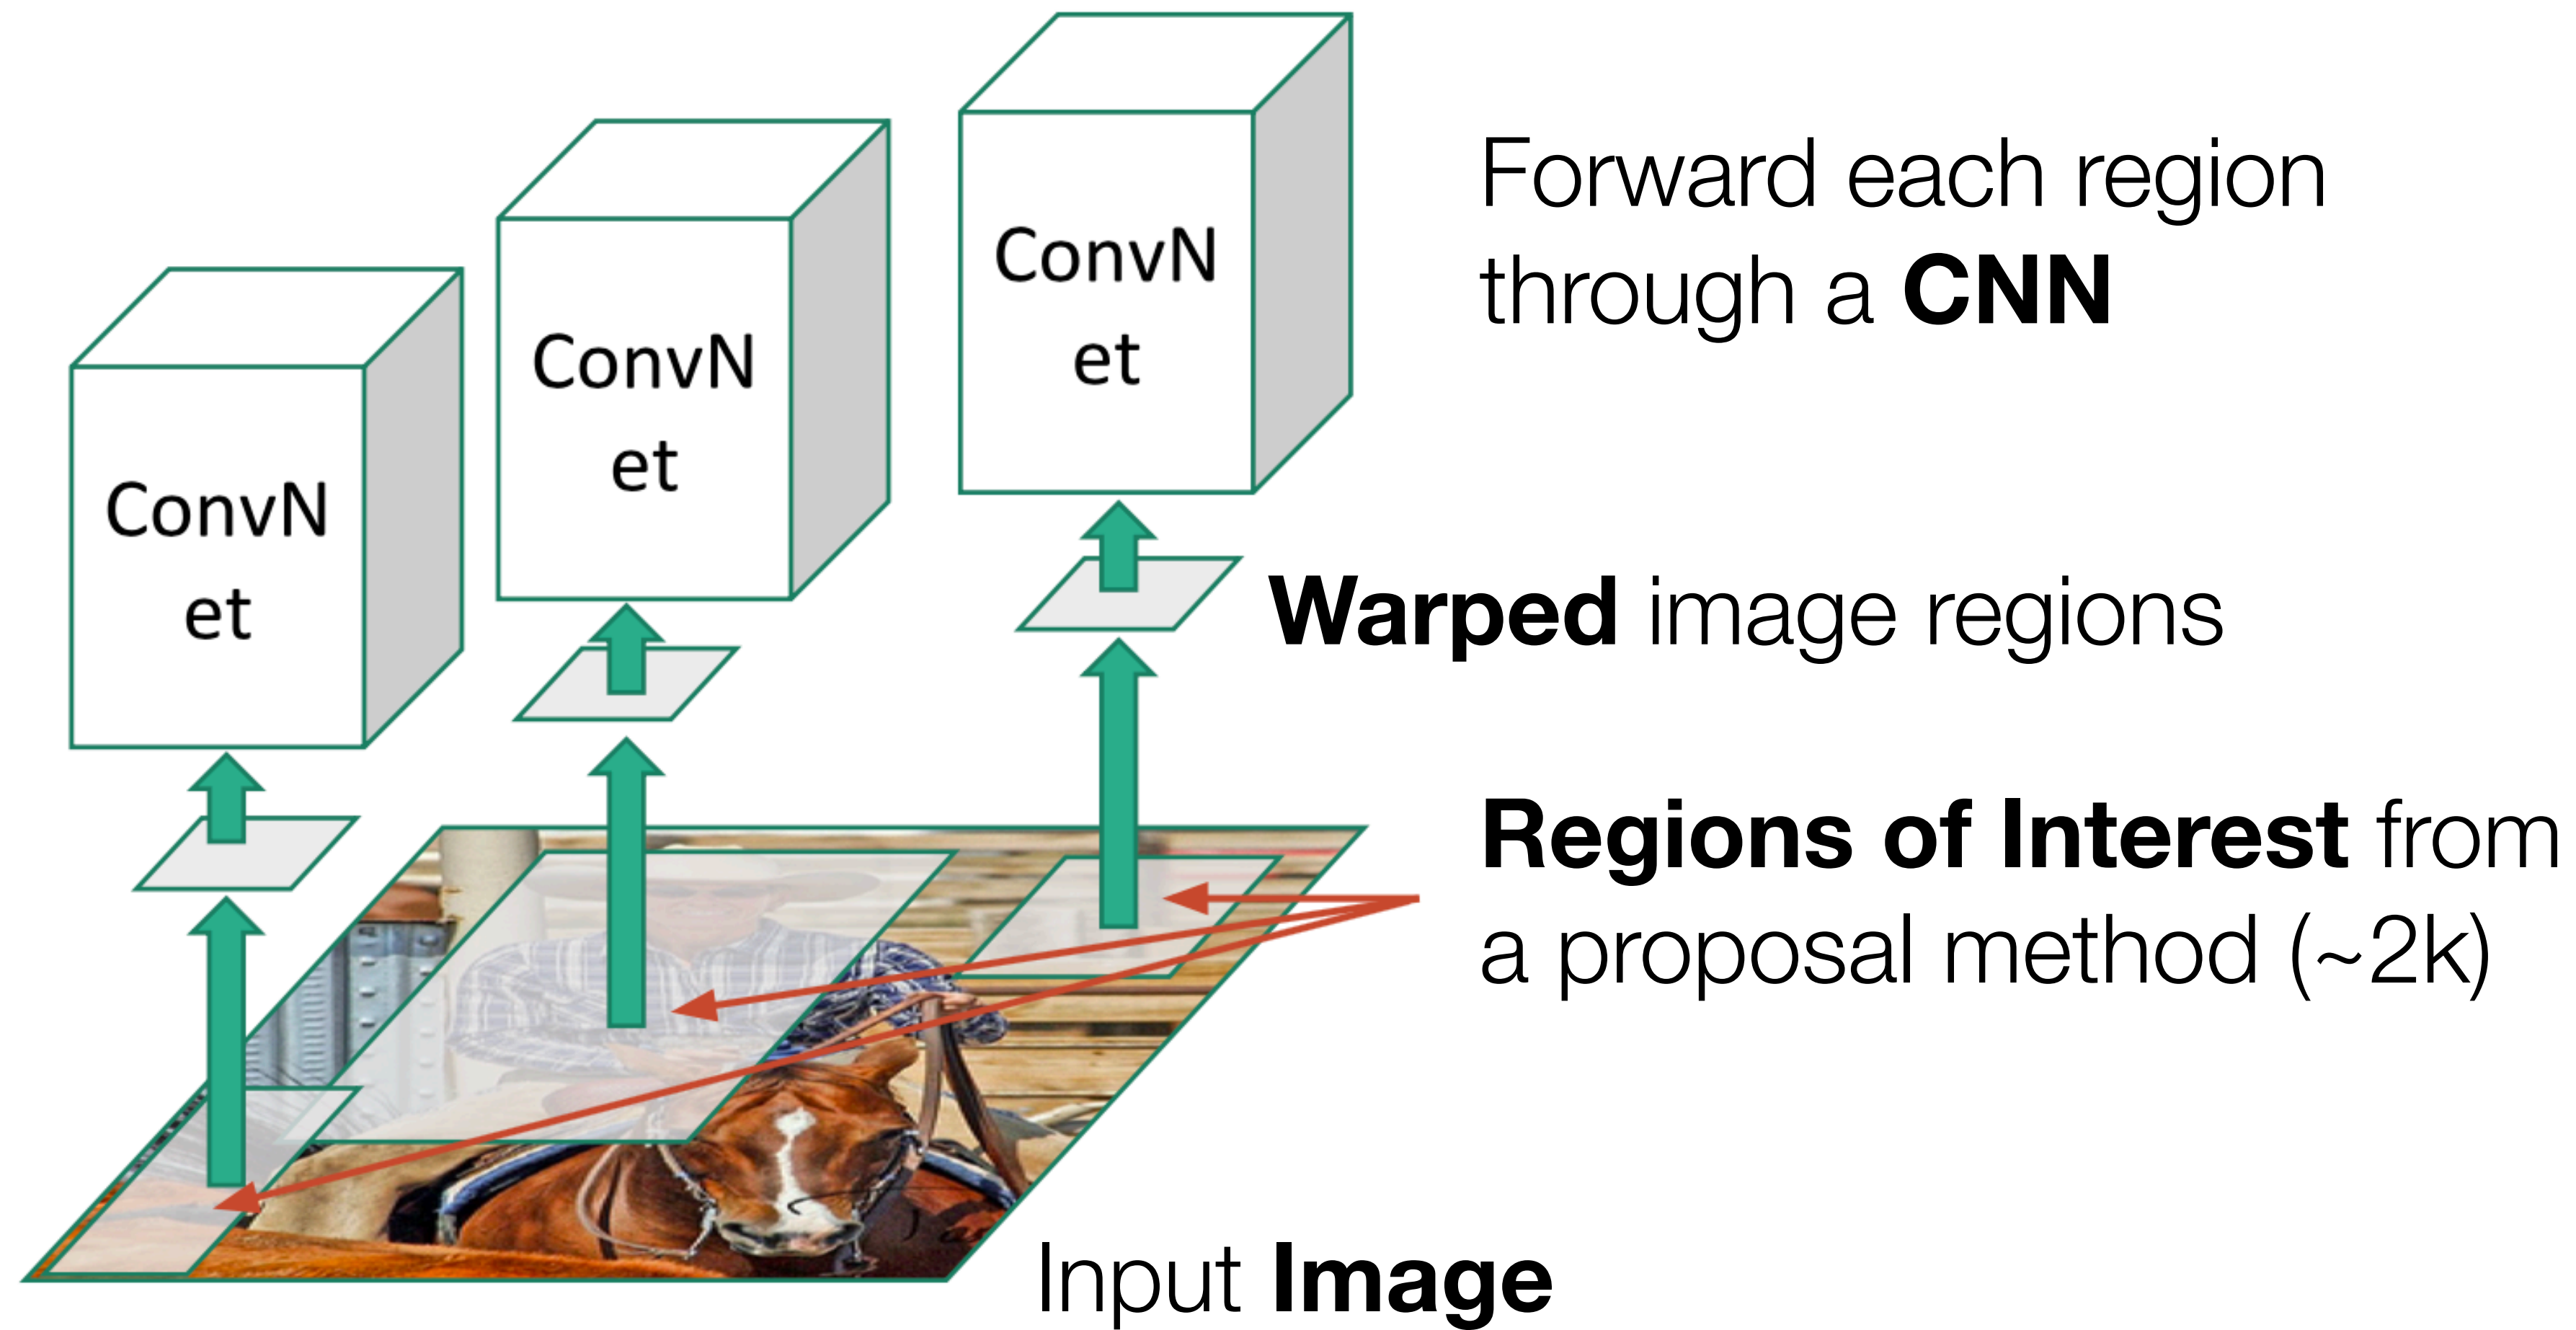 Forward each region
through a CNN
ConvN
et
ConvN
et
ConvN
et
Warped image regions
Regions of Interest from
a proposal method (~2k)
Input Image